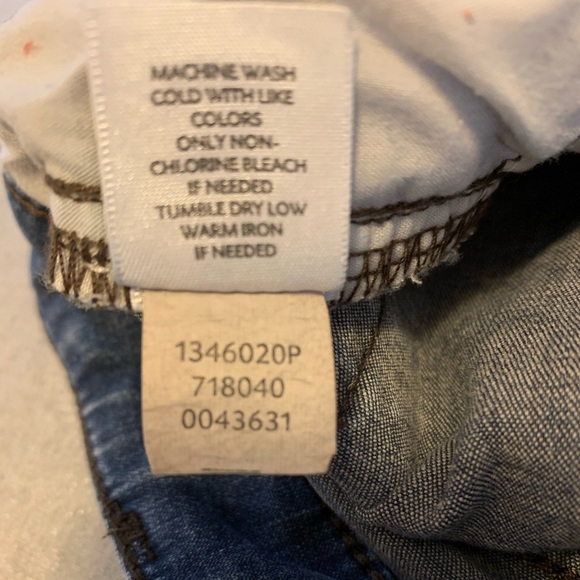 MACHINE WASH
COLD WITH LIKE
COLORS
ONLY NON-
CHLORINE BLEACH
IF NEEDED
TUMBLE DRY LOW
WARM IRON
IF NEEDED
1346020P
718040
0043631